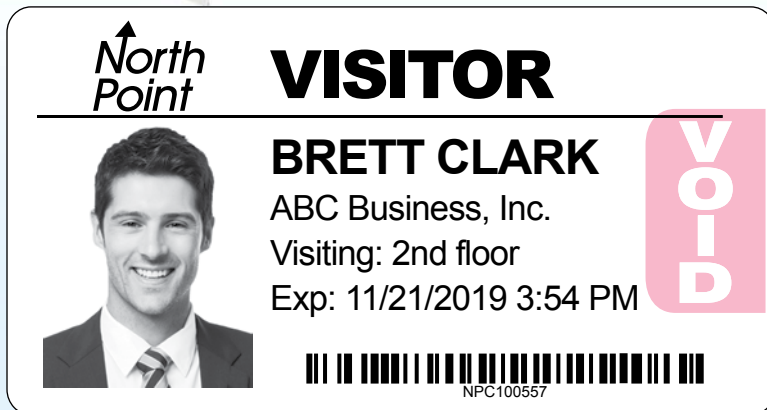 North
Point
VISITOR
BRETT CLARK
ABC Business, Inc.
Visiting: 2nd floor
Exp: 11/21/2019 3:54 PM
VOID
NPC100557